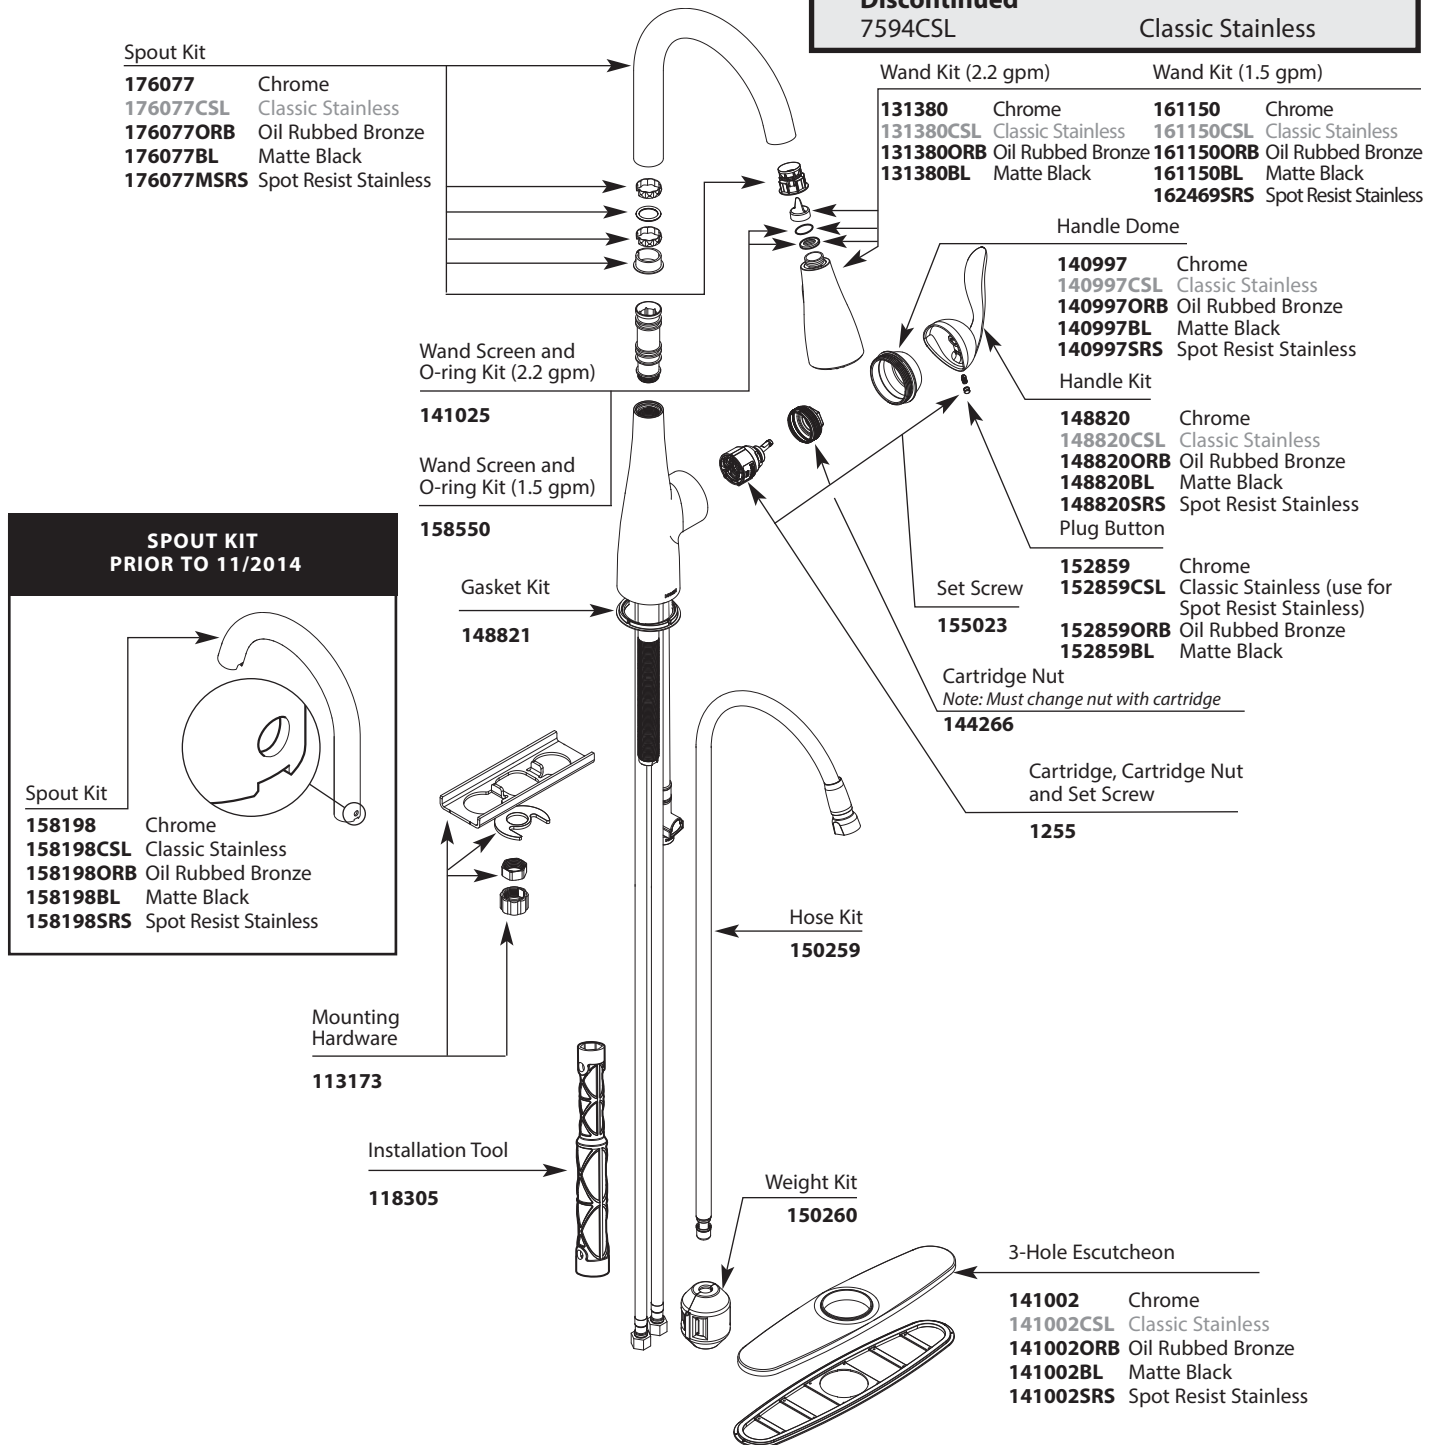 Discontinued
7594CSL Classic Stainless
Spout Kit
176077 Chrome
176077CSL Classic Stainless
176077ORB Oil Rubbed Bronze
176077BL Matte Black
176077MSRS Spot Resist Stainless
Wand Kit (2.2 gpm)
131380 Chrome
131380CSL Classic Stainless
131380ORB Oil Rubbed Bronze
131380BL Matte Black
Wand Kit (1.5 gpm)
161150 Chrome
161150CSL Classic Stainless
161150ORB Oil Rubbed Bronze
161150BL Matte Black
162469SRS Spot Resist Stainless
Handle Dome
140997 Chrome
140997CSL Classic Stainless
140997ORB Oil Rubbed Bronze
140997BL Matte Black
140997SRS Spot Resist Stainless
Wand Screen and
O-ring Kit (2.2 gpm)
141025
Handle Kit
148820 Chrome
148820CSL Classic Stainless
148820ORB Oil Rubbed Bronze
148820BL Matte Black
148820SRS Spot Resist Stainless
Wand Screen and
O-ring Kit (1.5 gpm)
158550
Plug Button
152859 Chrome
152859CSL Classic Stainless (use for
Spot Resist Stainless)
152859ORB Oil Rubbed Bronze
152859BL Matte Black
Gasket Kit
148821
Set Screw
155023
Cartridge Nut
Note: Must change nut with cartridge
144266
Cartridge, Cartridge Nut
and Set Screw
1255
SPOUT KIT
PRIOR TO 11/2014
Spout Kit
158198 Chrome
158198CSL Classic Stainless
158198ORB Oil Rubbed Bronze
158198BL Matte Black
158198SRS Spot Resist Stainless
Hose Kit
150259
Mounting
Hardware
113173
Installation Tool
118305
Weight Kit
150260
3-Hole Escutcheon
141002 Chrome
141002CSL Classic Stainless
141002ORB Oil Rubbed Bronze
141002BL Matte Black
141002SRS Spot Resist Stainless